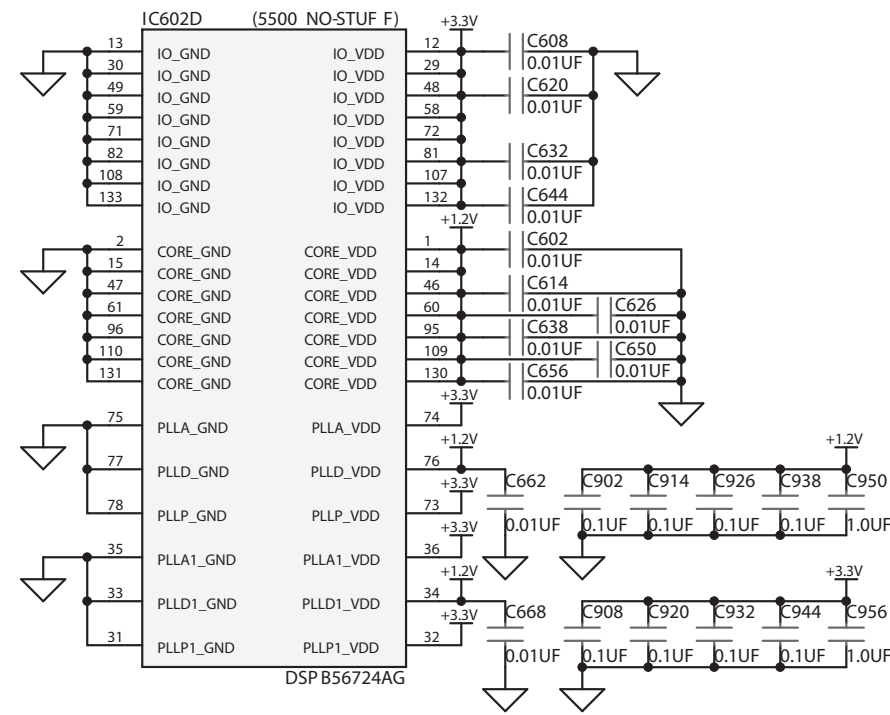 IC602D (5500 NO-STUF F)
+3.3V
13 IO_GND IO_VDD 12 C608
0.01UF
30 IO_GND IO_VDD 29
49 IO_GND IO_VDD 48 C620
0.01UF
59 IO_GND IO_VDD 58
71 IO_GND IO_VDD 72
82 IO_GND IO_VDD 81 C632
0.01UF
108 IO_GND IO_VDD 107
133 IO_GND IO_VDD 132 C644
0.01UF
+1.2V
2 CORE_GND CORE_VDD 1 C602
0.01UF
15 CORE_GND CORE_VDD 14
47 CORE_GND CORE_VDD 46 C614
0.01UF
61 CORE_GND CORE_VDD 60 C626
0.01UF
96 CORE_GND CORE_VDD 95 C638
0.01UF
110 CORE_GND CORE_VDD 109 C650
0.01UF
131 CORE_GND CORE_VDD 130 C656
0.01UF
+3.3V
75 PLLA_GND PLLA_VDD 74
+1.2V
77 PLLD_GND PLLD_VDD 76
+3.3V
78 PLLP_GND PLLP_VDD 73
+3.3V
35 PLLA1_GND PLLA1_VDD 36
+1.2V
33 PLLD1_GND PLLD1_VDD 34
+3.3V
31 PLLP1_GND PLLP1_VDD 32
DSP B56724AG
+1.2V
C662 C902 C914 C926 C938 C950
0.01UF 0.1UF 0.1UF 0.1UF 0.1UF 1.0UF
+3.3V
C668 C908 C920 C932 C944 C956
0.01UF 0.1UF 0.1UF 0.1UF 0.1UF 1.0UF